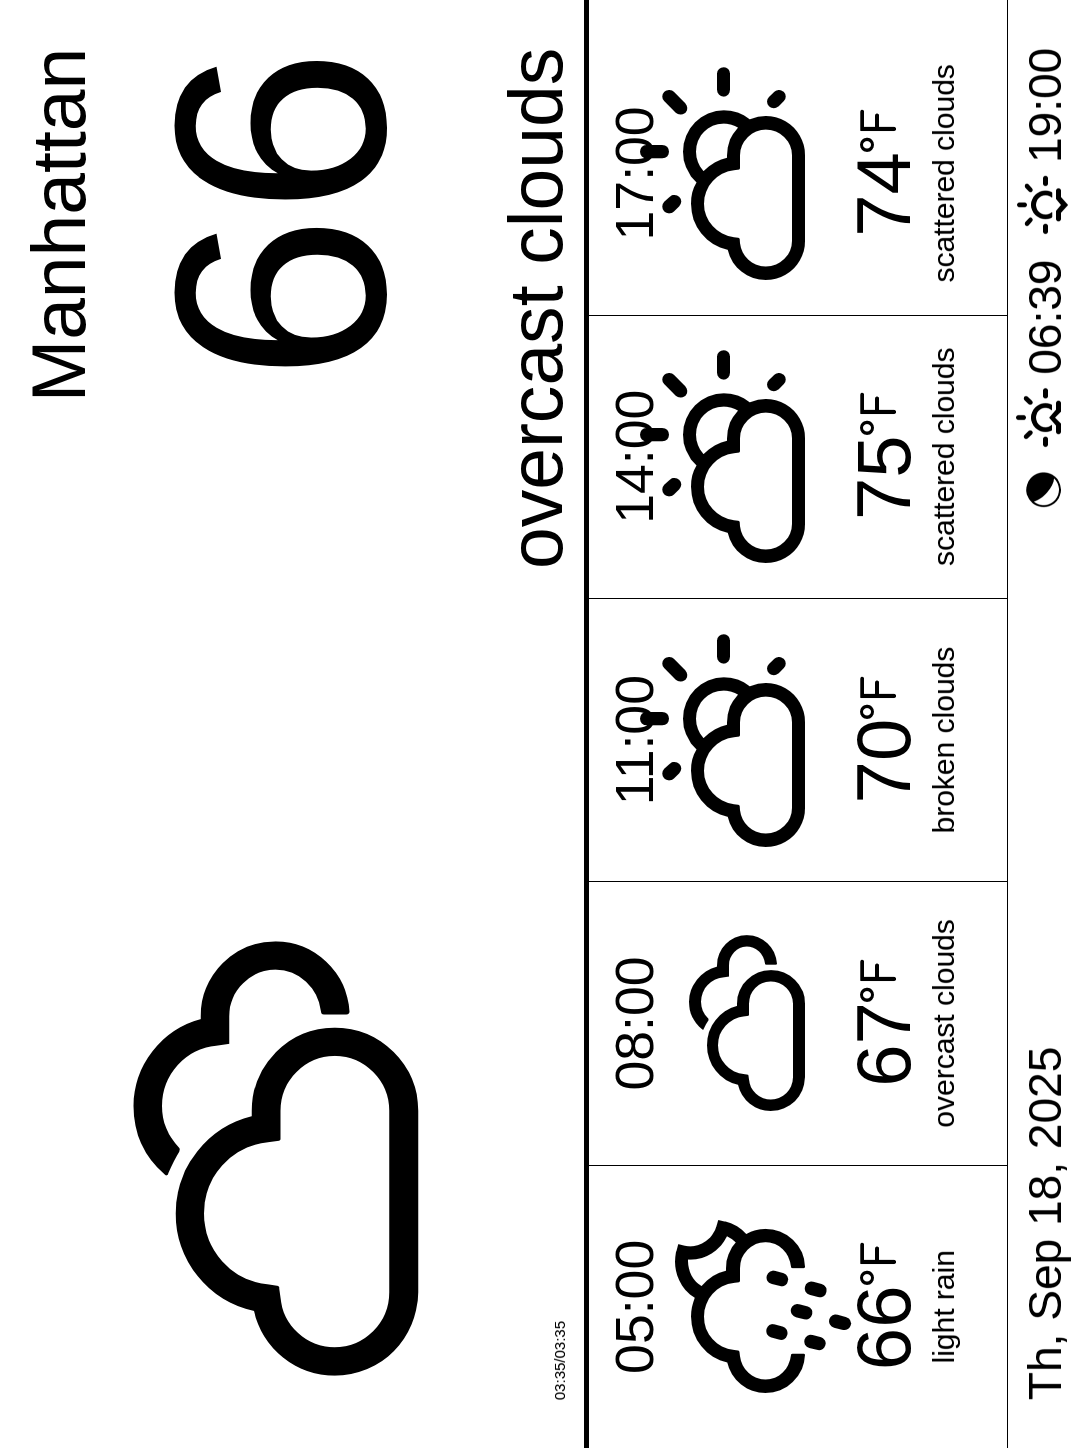 Manhattan
66
overcast clouds
03:35/03:35
05:00
66°F
light rain
08:00
67°F
overcast clouds
11:00
70°F
broken clouds
14:00
75°F
scattered clouds
17:00
74°F
scattered clouds
Th, Sep 18, 2025
06:39
19:00